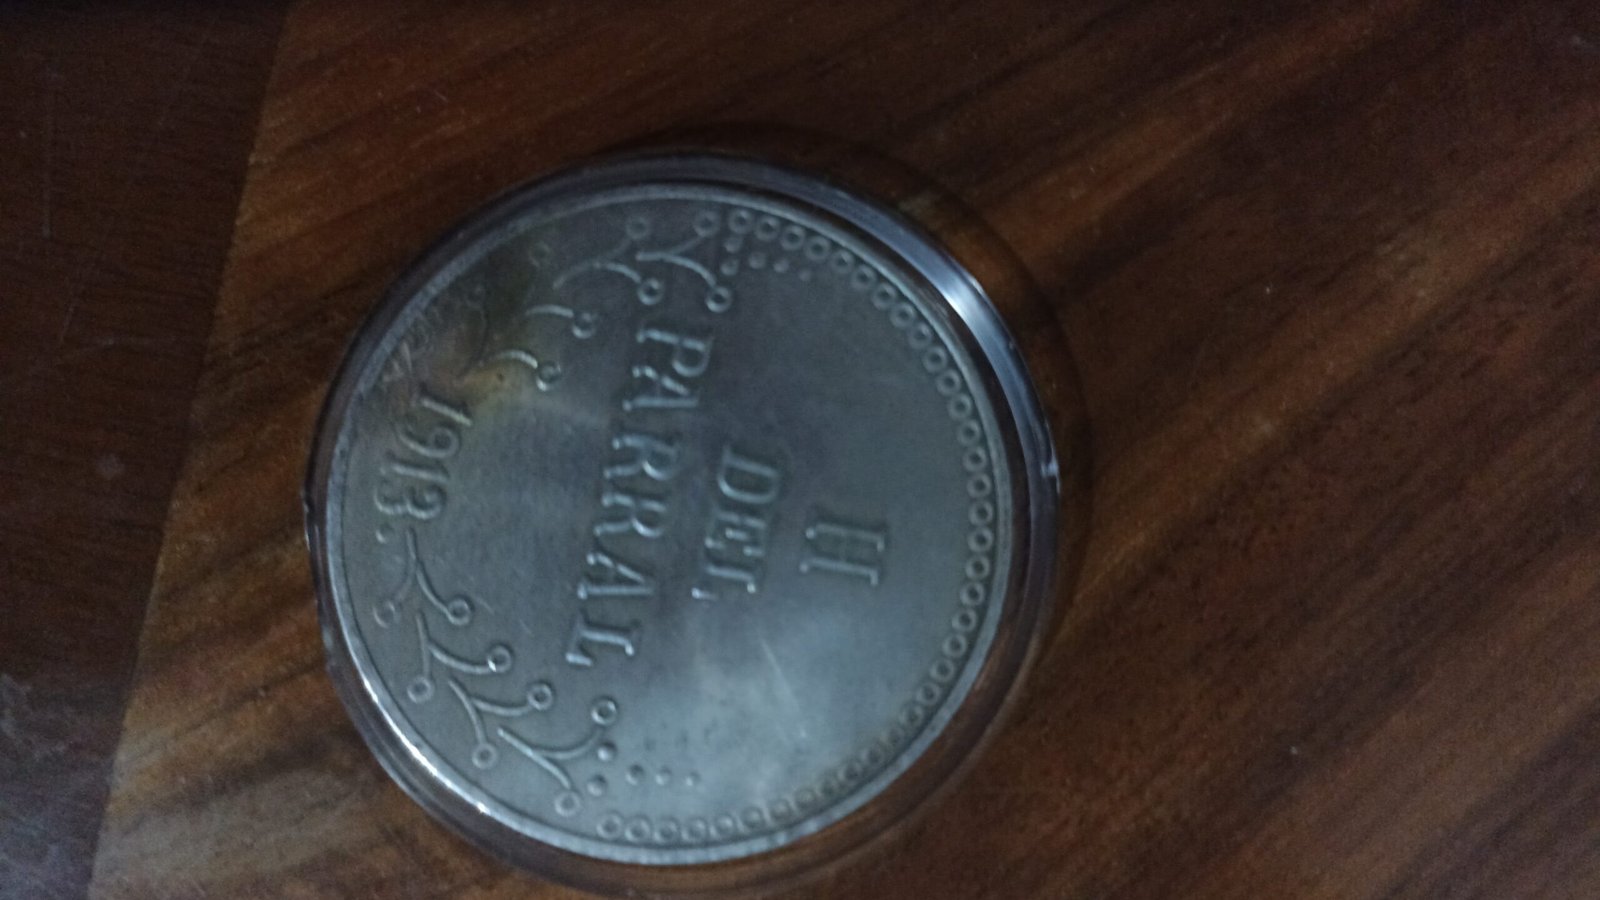 H
DEL
PARRAL
1913.